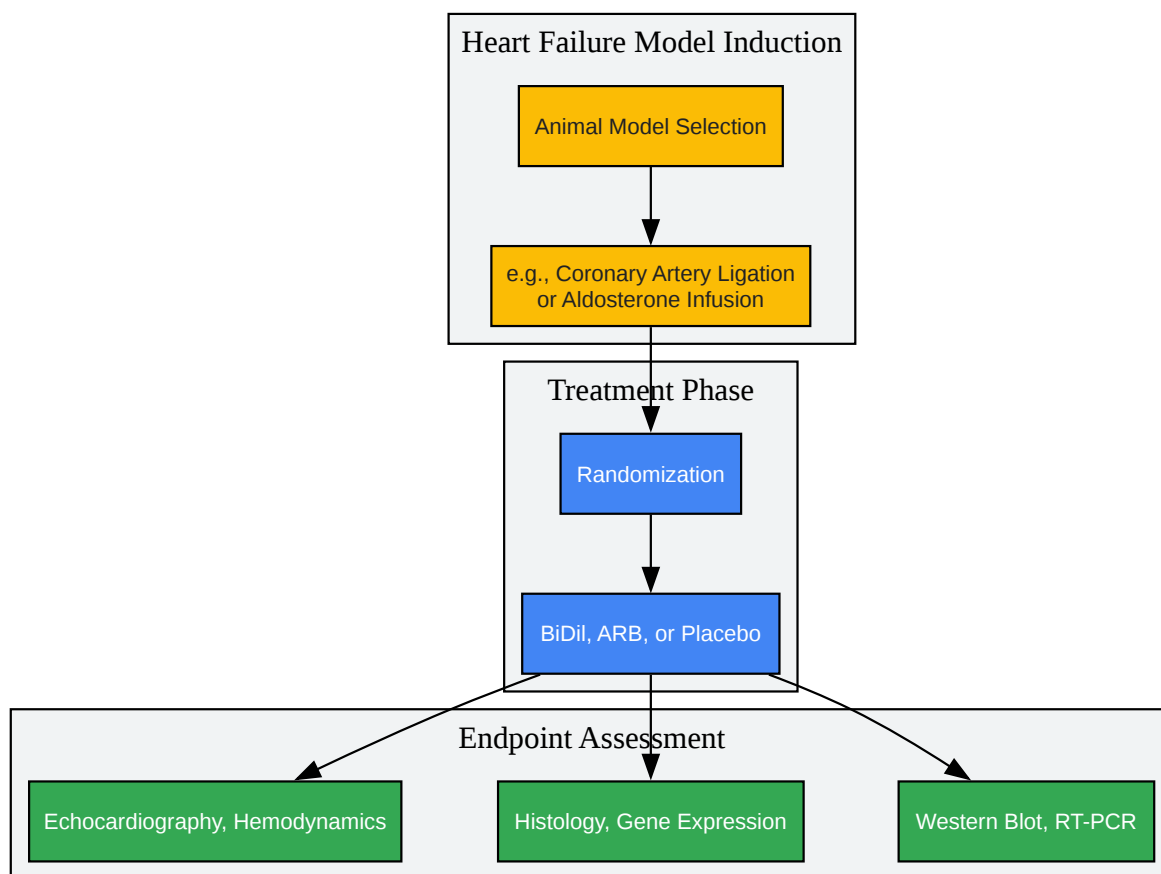 Heart Failure Model Induction
Animal Model Selection
e.g., Coronary Artery Ligation
or Aldosterone Infusion
Treatment Phase
Randomization
BiDil, ARB, or Placebo
Endpoint Assessment
Echocardiography, Hemodynamics
Histology, Gene Expression
Western Blot, RT-PCR